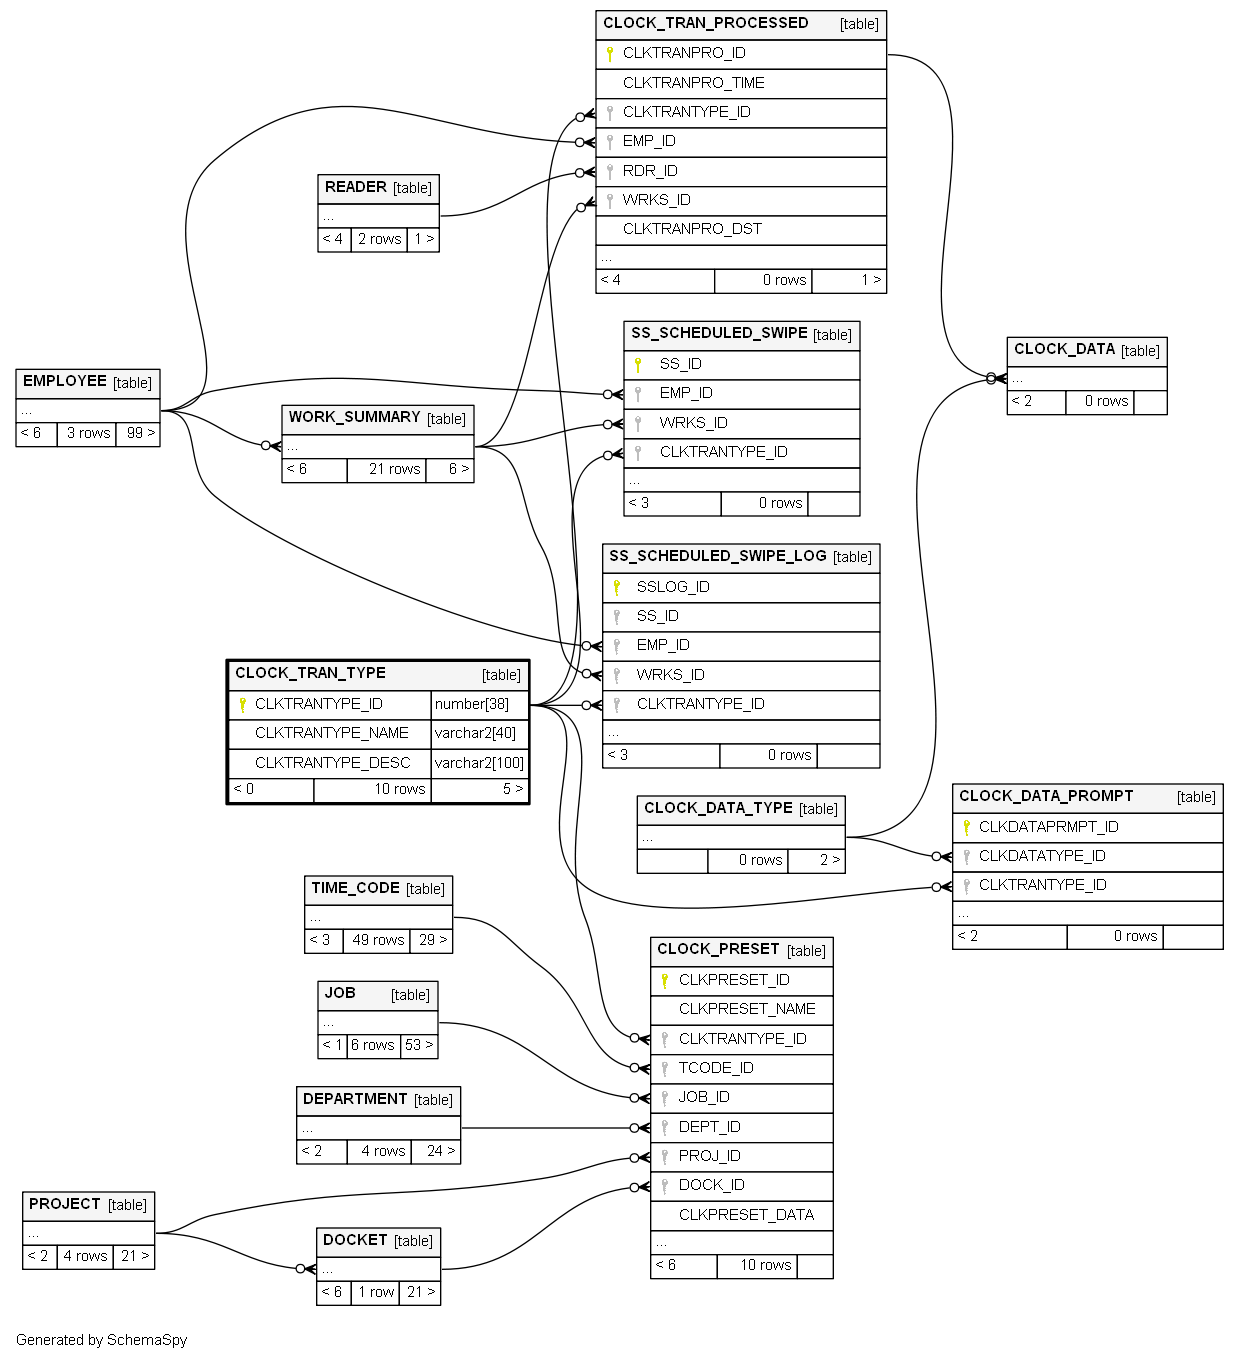 CLOCK_TRAN_PROCESSED [table]
CLKTRANPRO_ID
CLKTRANPRO_TIME
CLKTRANTYPE_ID
EMP_ID
RDR_ID
WRKS_ID
CLKTRANPRO_DST
...
< 4 0 rows 1 >
READER [table]
...
< 4 2 rows 1 >
SS_SCHEDULED_SWIPE [table]
SS_ID
EMP_ID
WRKS_ID
CLKTRANTYPE_ID
...
< 3 0 rows
CLOCK_DATA [table]
...
< 2 0 rows
EMPLOYEE [table]
...
< 6 3 rows 99 >
WORK_SUMMARY [table]
...
< 6 21 rows 6 >
SS_SCHEDULED_SWIPE_LOG [table]
SSLOG_ID
SS_ID
EMP_ID
WRKS_ID
CLKTRANTYPE_ID
...
< 3 0 rows
CLOCK_TRAN_TYPE [table]
CLKTRANTYPE_ID number[38]
CLKTRANTYPE_NAME varchar2[40]
CLKTRANTYPE_DESC varchar2[100]
< 0 10 rows 5 >
CLOCK_DATA_TYPE [table]
...
0 rows 2 >
CLOCK_DATA_PROMPT [table]
CLKDATAPRMPT_ID
CLKDATATYPE_ID
CLKTRANTYPE_ID
...
< 2 0 rows
TIME_CODE [table]
...
< 3 49 rows 29 >
CLOCK_PRESET [table]
CLKPRESET_ID
CLKPRESET_NAME
CLKTRANTYPE_ID
TCODE_ID
JOB_ID
DEPT_ID
PROJ_ID
DOCK_ID
CLKPRESET_DATA
...
< 6 10 rows
JOB [table]
...
< 1 6 rows 53 >
DEPARTMENT [table]
...
< 2 4 rows 24 >
PROJECT [table]
...
< 2 4 rows 21 >
DOCKET [table]
...
< 6 1 row 21 >
Generated by SchemaSpy